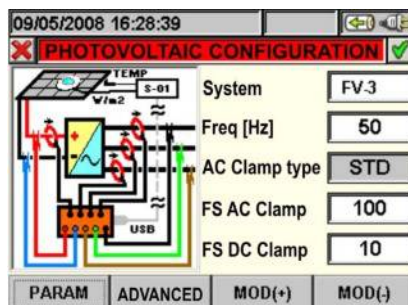 09/05/2008 16:28:39
PHOTOVOLTAIC CONFIGURATION
TEMP
S-01
W/m2
USB
System FV-3
Freq [Hz] 50
AC Clamp type STD
FS AC Clamp 100
FS DC Clamp 10
PARAM ADVANCED MOD(+) MOD(-)